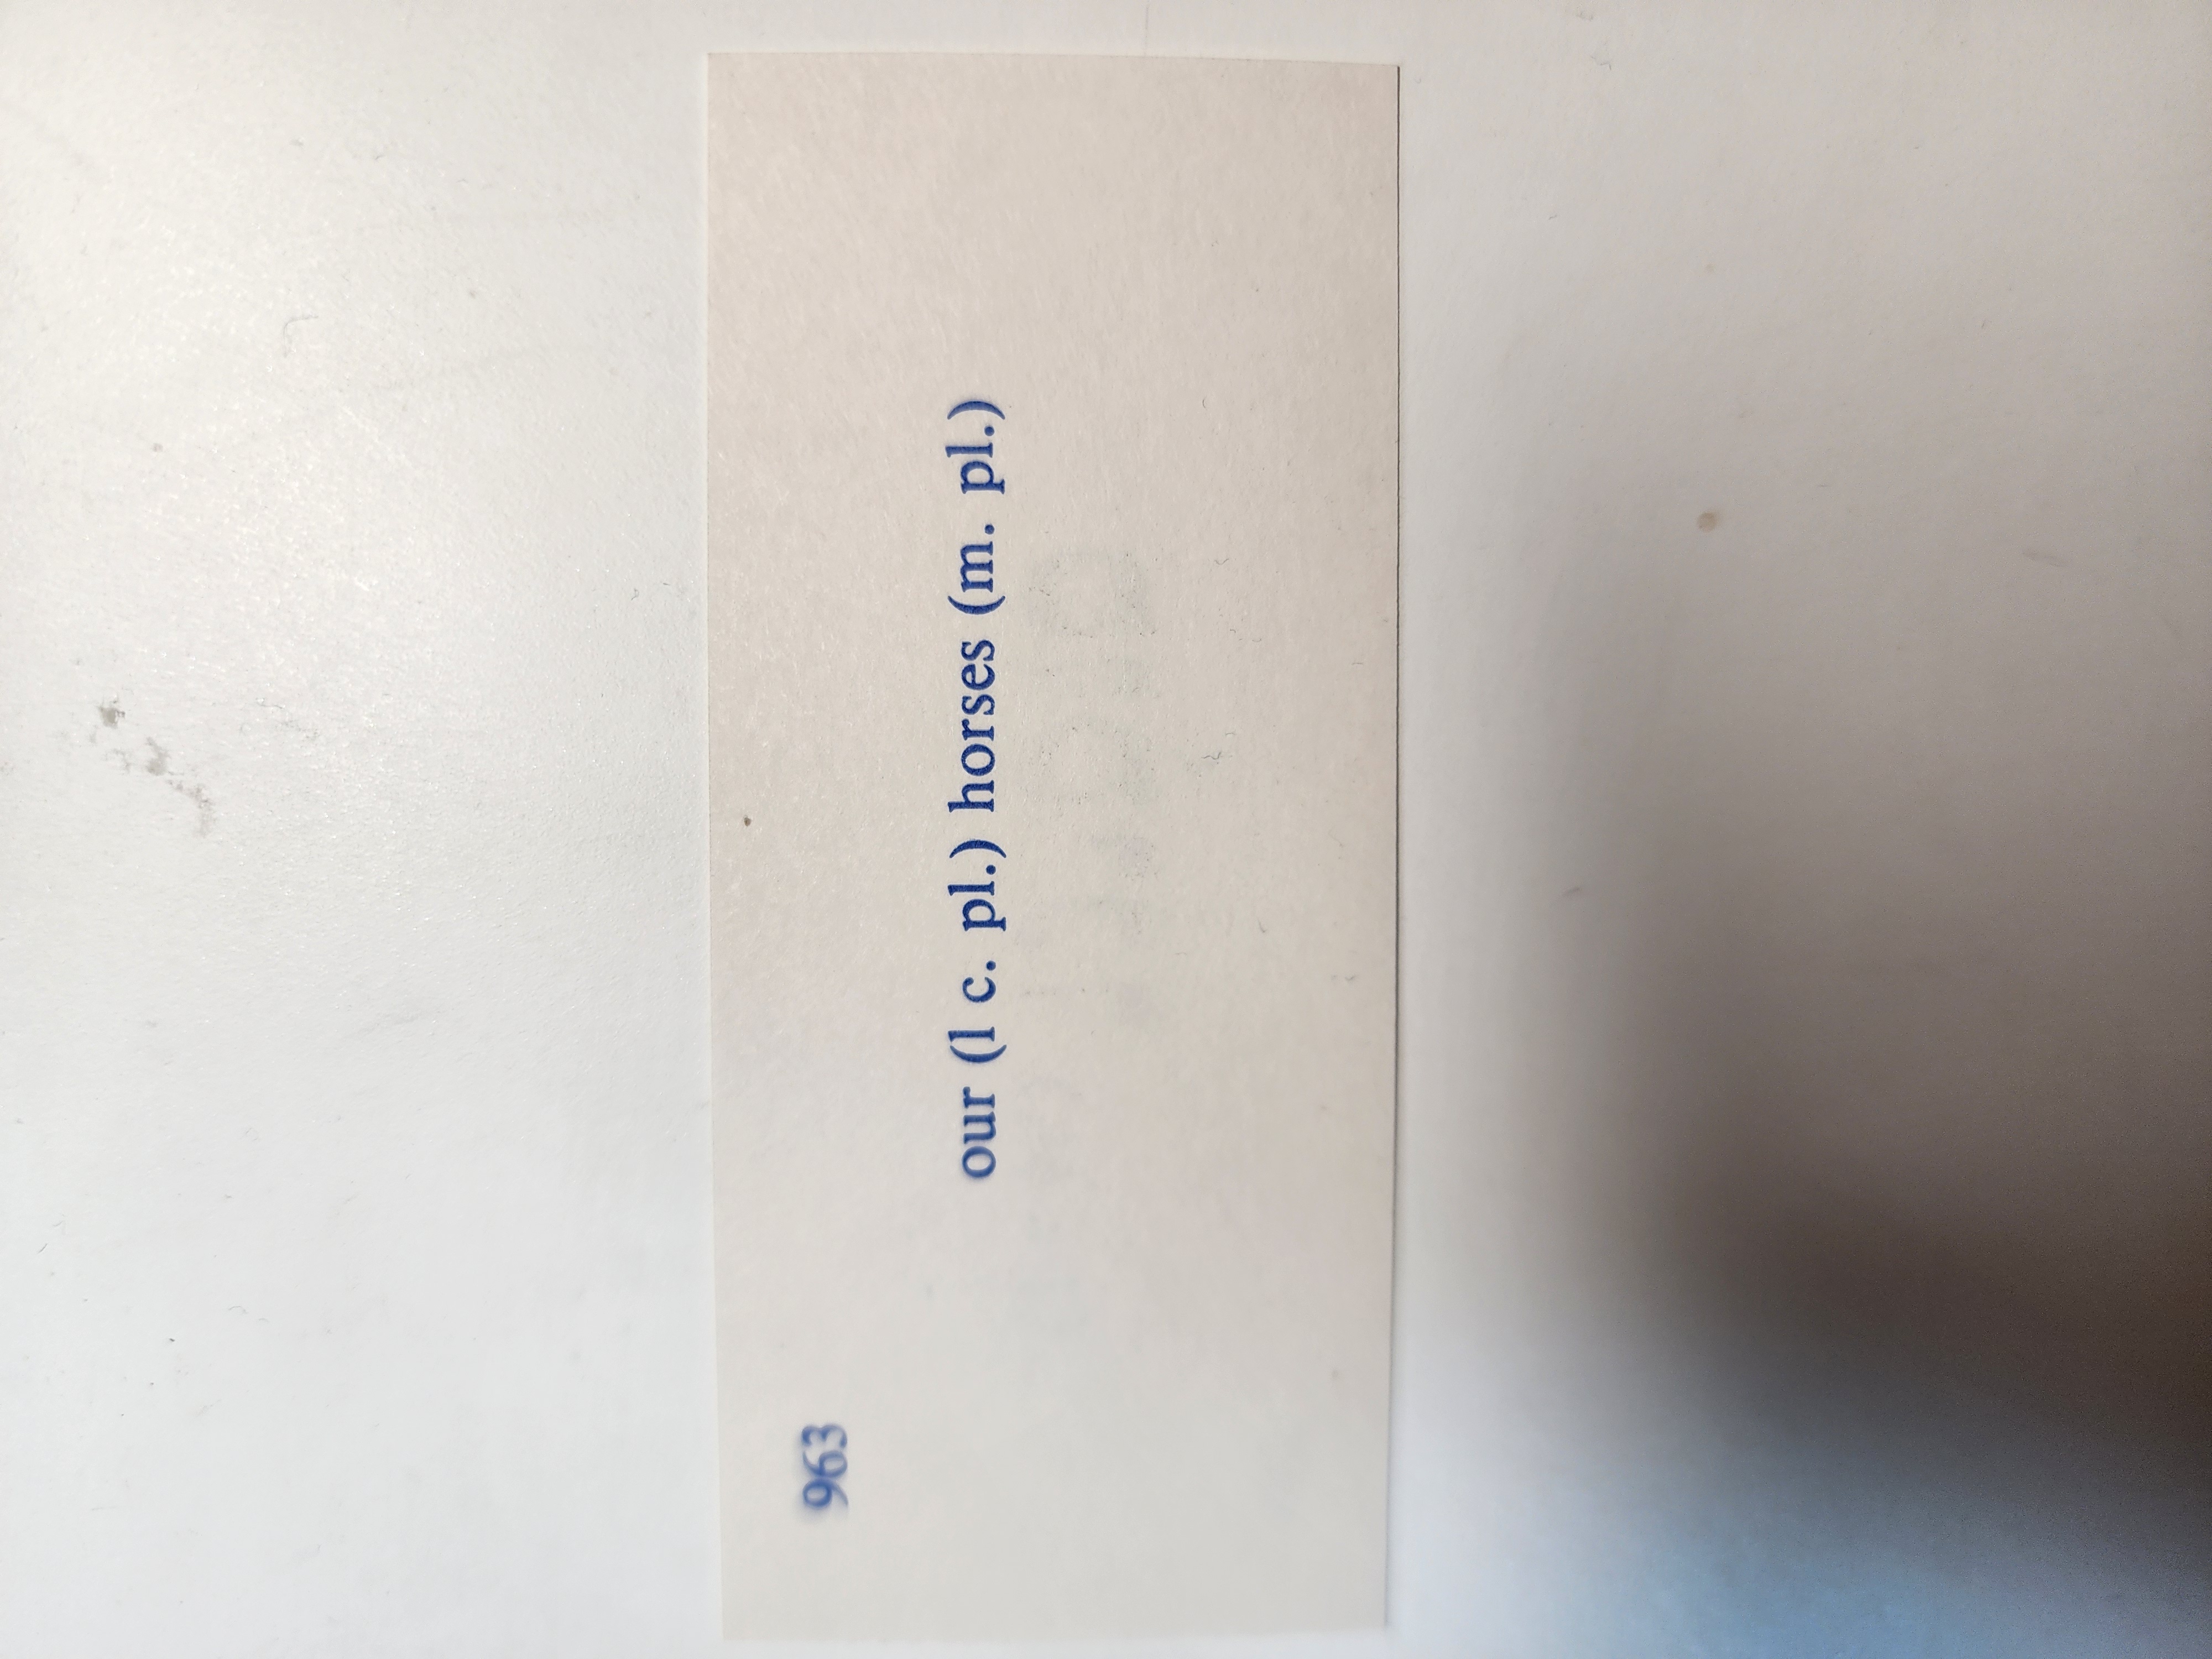 963
our (1 c. pl.) horses (m. pl.)